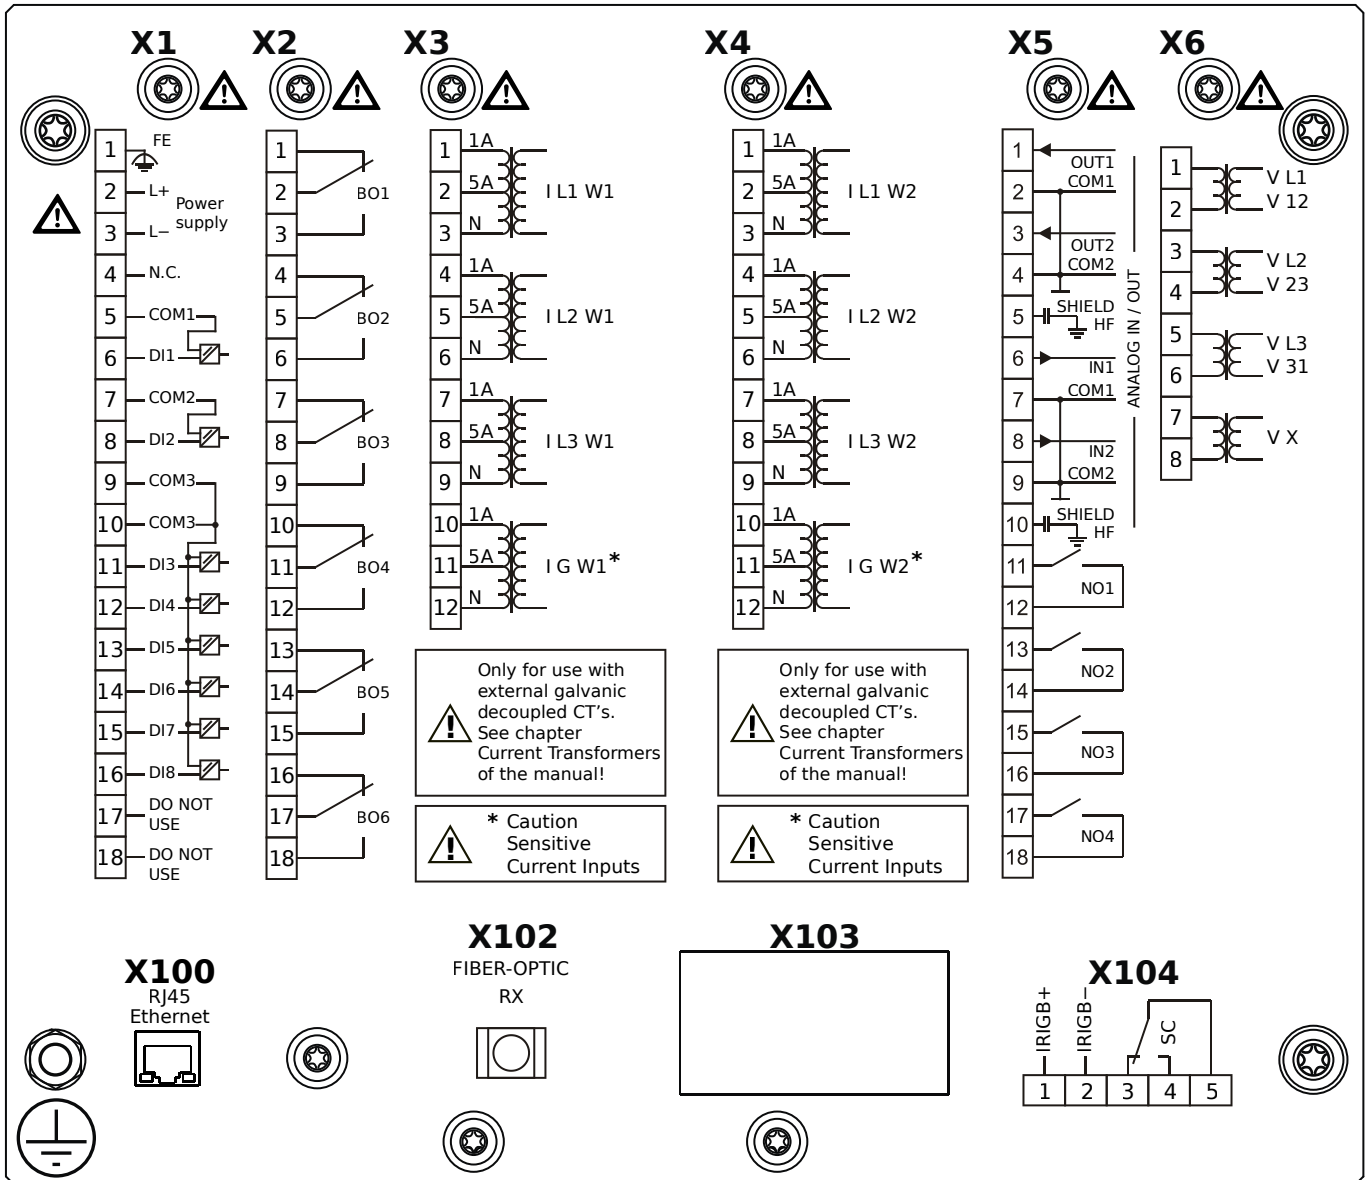 X1
X2
X3
X4
X5
X6
1 FE
2 L+
Power
supply
3 L–
4 N.C.
5 COM1
6 DI1
7 COM2
8 DI2
9 COM3
10 COM3
11 DI3
12 DI4
13 DI5
14 DI6
15 DI7
16 DI8
17 DO NOT
USE
18 DO NOT
USE
1
2 BO1
3
4
5 BO2
6
7
8 BO3
9
10
11 BO4
12
13
14 BO5
15
16
17 BO6
18
1 1A
2 5A I L1 W1
3 N
4 1A
5 5A I L2 W1
6 N
7 1A
8 5A I L3 W1
9 N
10 1A
11 5A I G W1*
12 N
Only for use with
external galvanic
decoupled CT’s.
See chapter
Current Transformers
of the manual!
* Caution
Sensitive
Current Inputs
1 1A
2 5A I L1 W2
3 N
4 1A
5 5A I L2 W2
6 N
7 1A
8 5A I L3 W2
9 N
10 1A
11 5A I G W2*
12 N
Only for use with
external galvanic
decoupled CT’s.
See chapter
Current Transformers
of the manual!
* Caution
Sensitive
Current Inputs
1 OUT1
2 COM1
3 OUT2
4 COM2
5 SHIELD
HF
6 IN1
7 COM1
8 IN2
9 COM2
10 SHIELD
HF
ANALOG IN / OUT
11
NO1
12
13
NO2
14
15
NO3
16
17
NO4
18
1 V L1
2 V 12
3 V L2
4 V 23
5 V L3
6 V 31
7
V X
8
X100
RJ45
Ethernet
X102
FIBER-OPTIC
RX
X103
X104
IRIGB+
IRIGB–
SC
1 2 3 4 5